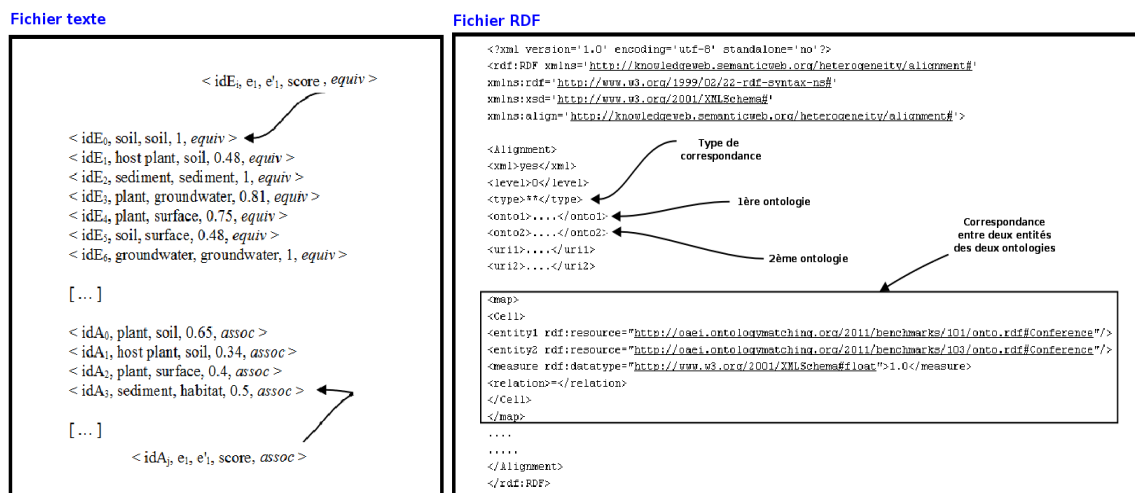 Fichier texte
< idEᵢ, e₁, e'₁, score , equiv >
< idE₀, soil, soil, 1, equiv >
< idE₁, host plant, soil, 0.48, equiv >
< idE₂, sediment, sediment, 1, equiv >
< idE₃, plant, groundwater, 0.81, equiv >
< idE₄, plant, surface, 0.75, equiv >
< idE₅, soil, surface, 0.48, equiv >
< idE₆, groundwater, groundwater, 1, equiv >
[ ... ]
< idA₀, plant, soil, 0.65, assoc >
< idA₁, host plant, soil, 0.34, assoc >
< idA₂, plant, surface, 0.4, assoc >
< idA₃, sediment, habitat, 0.5, assoc >
[ ... ]
< idAⱼ, e₁, e'₁, score, assoc >
Fichier RDF
<?xml version='1.0' encoding='utf-8' standalone='no'?>
<rdf:RDF xmlns='http://knowledgeweb.semanticweb.org/heterogeneity/alignment#'
xmlns:rdf='http://www.w3.org/1999/02/22-rdf-syntax-ns#'
xmlns:xsd='http://www.w3.org/2001/XMLSchema#'
xmlns:align='http://knowledgeweb.semanticweb.org/heterogeneity/alignment#'>
<Alignment>
<xml>yes</xml>
<level>0</level>
<type>**</type>
<onto1>....</onto1>
<onto2>....</onto2>
<uri1>....</uri1>
<uri2>....</uri2>
Type de
correspondance
1ère ontologie
2ème ontologie
Correspondance
entre deux entités
des deux ontologies
<map>
<Cell>
<entity1 rdf:resource="http://oaei.ontologymatching.org/2011/benchmarks/101/onto.rdf#Conference"/>
<entity2 rdf:resource="http://oaei.ontologymatching.org/2011/benchmarks/103/onto.rdf#Conference"/>
<measure rdf:datatype="http://www.w3.org/2001/XMLSchema#float">1.0</measure>
<relation>=</relation>
</Cell>
</map>
....
.....
</Alignment>
</rdf:RDF>